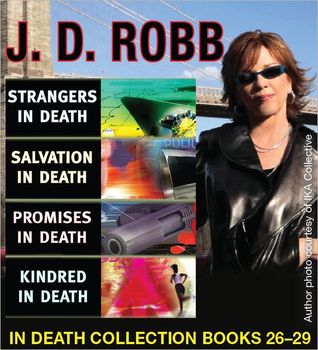 J. D. ROBB
STRANGERS
IN DEATH
SALVATION
IN DEATH
PROMISES
IN DEATH
KINDRED
IN DEATH
Author photo courtesy of IKA Collective
IN DEATH COLLECTION BOOKS 26–29